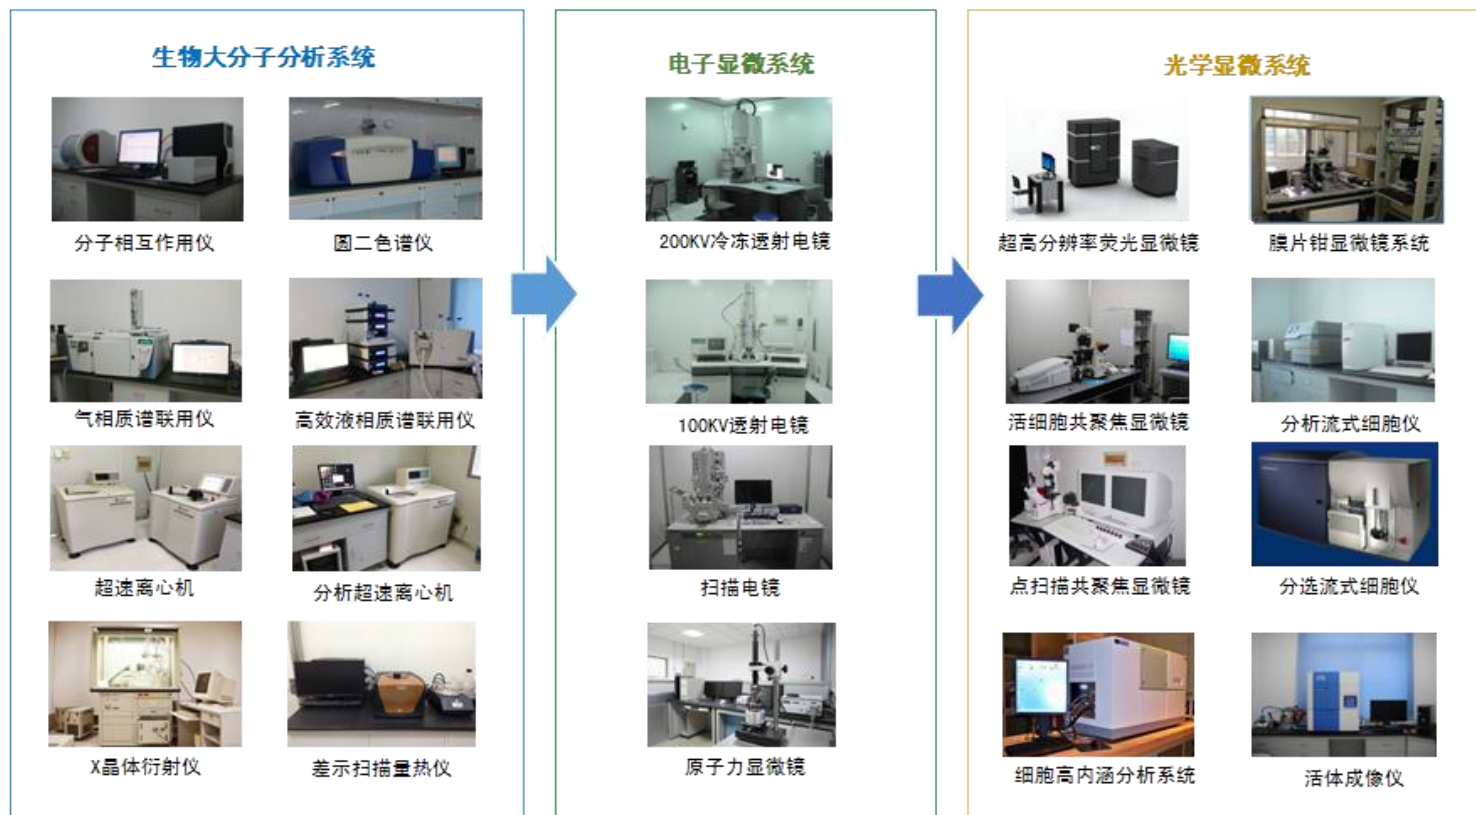 生物大分子分析系统
分子相互作用仪
圆二色谱仪
气相质谱联用仪
高效液相质谱联用仪
超速离心机
分析超速离心机
X晶体衍射仪
差示扫描量热仪
电子显微系统
200KV冷冻透射电镜
100KV透射电镜
扫描电镜
原子力显微镜
光学显微系统
超高分辨率荧光显微镜
膜片钳显微镜系统
活细胞共聚焦显微镜
分析流式细胞仪
点扫描共聚焦显微镜
分选流式细胞仪
细胞高内涵分析系统
活体成像仪